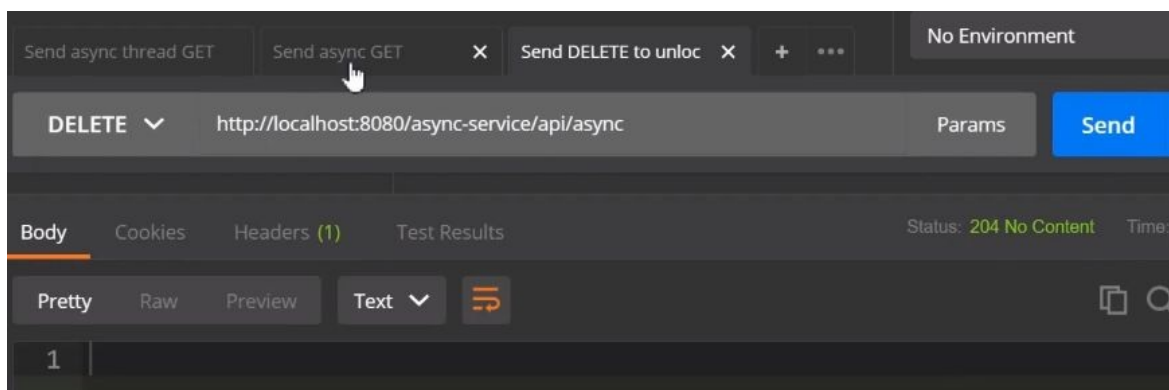 No Environment
Send async thread GET Send async GET Send DELETE to unloc
DELETE http://localhost:8080/async-service/api/async Params Send
Body Cookies Headers (1) Test Results Status: 204 No Content Time:
Pretty Raw Preview Text
1